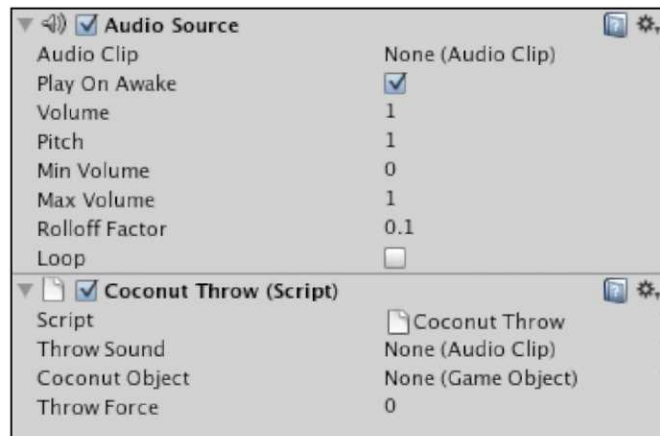 Audio Source
Audio Clip None (Audio Clip)
Play On Awake
Volume 1
Pitch 1
Min Volume 0
Max Volume 1
Rolloff Factor 0.1
Loop
Coconut Throw (Script)
Script Coconut Throw
Throw Sound None (Audio Clip)
Coconut Object None (Game Object)
Throw Force 0